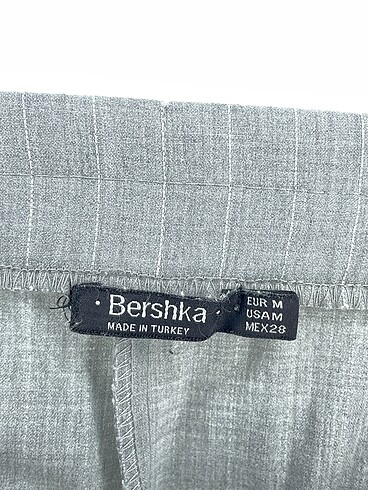 · Bershka ·
MADE IN TURKEY
EUR M
USA M
MEX 28